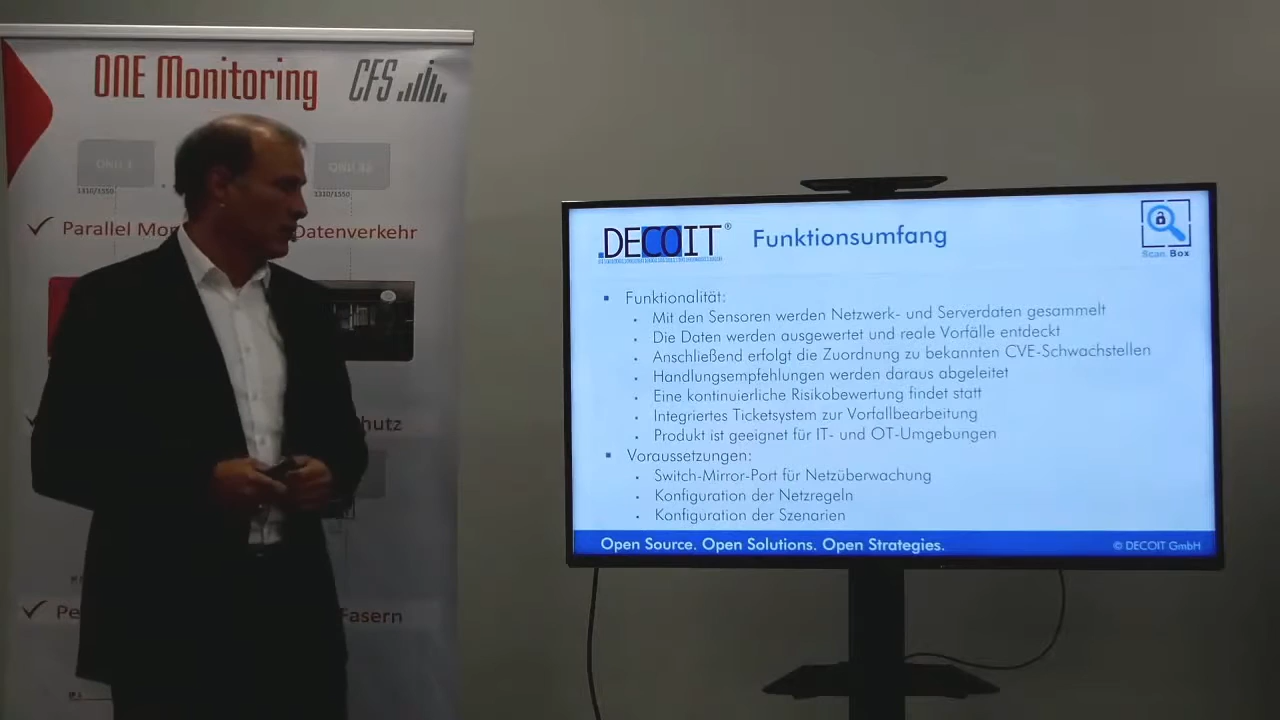 ONE Monitoring
CFS
1310/1550
1310/1550
Parallel
Datenverkehr
Fasern
.DECOIT®
Funktionsumfang
Scan Box
Funktionalität:
Mit den Sensoren werden Netzwerk- und Serverdaten gesammelt
Die Daten werden ausgewertet und reale Vorfälle entdeckt
Anschließend erfolgt die Zuordnung zu bekannten CVE-Schwachstellen
Handlungsempfehlungen werden daraus abgeleitet
Eine kontinuierliche Risikobewertung findet statt
Integriertes Ticketsystem zur Vorfallbearbeitung
Produkt ist geeignet für IT- und OT-Umgebungen
Voraussetzungen:
Switch-Mirror-Port für Netzüberwachung
Konfiguration der Netzregeln
Konfiguration der Szenarien
Open Source. Open Solutions. Open Strategies.
© DECOIT GmbH